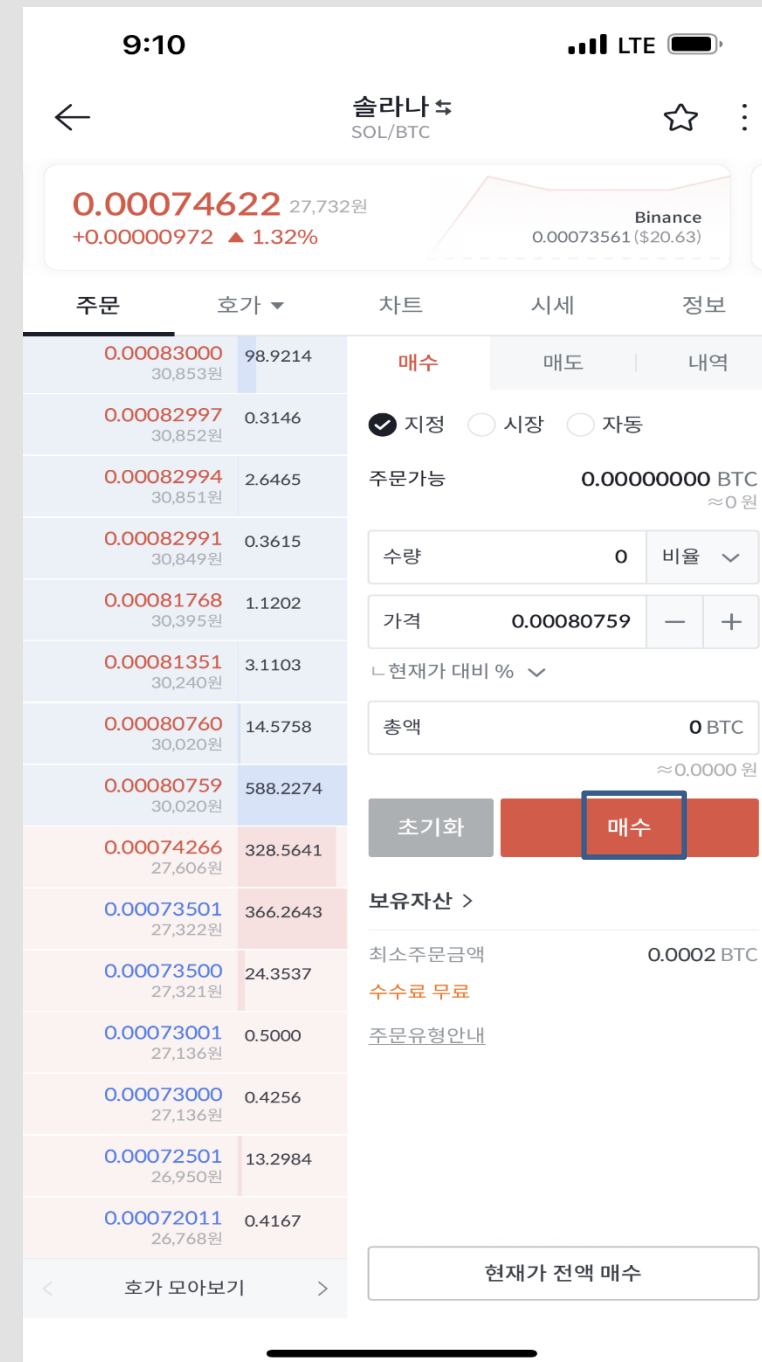 9:10 LTE
솔라나
SOL/BTC
0.00074622 27,732원
+0.00000972 ▲ 1.32%
Binance
0.00073561 ($20.63)
주문 호가 ▼ 차트 시세 정보
0.00083000 98.9214
30,853원
0.00082997 0.3146
30,852원
0.00082994 2.6465
30,851원
0.00082991 0.3615
30,849원
0.00081768 1.1202
30,395원
0.00081351 3.1103
30,240원
0.00080760 14.5758
30,020원
0.00080759 588.2274
30,020원
0.00074266 328.5641
27,606원
0.00073501 366.2643
27,322원
0.00073500 24.3537
27,321원
0.00073001 0.5000
27,136원
0.00073000 0.4256
27,136원
0.00072501 13.2984
26,950원
0.00072011 0.4167
26,768원
< 호가 모아보기 >
매수 매도 내역
지정 시장 자동
주문가능 0.00000000 BTC
≈0 원
수량 0 비율
가격 0.00080759 — +
ㄴ현재가 대비 %
총액 0 BTC
≈0.0000 원
초기화 매수
보유자산 >
최소주문금액 0.0002 BTC
수수료 무료
주문유형안내
현재가 전액 매수